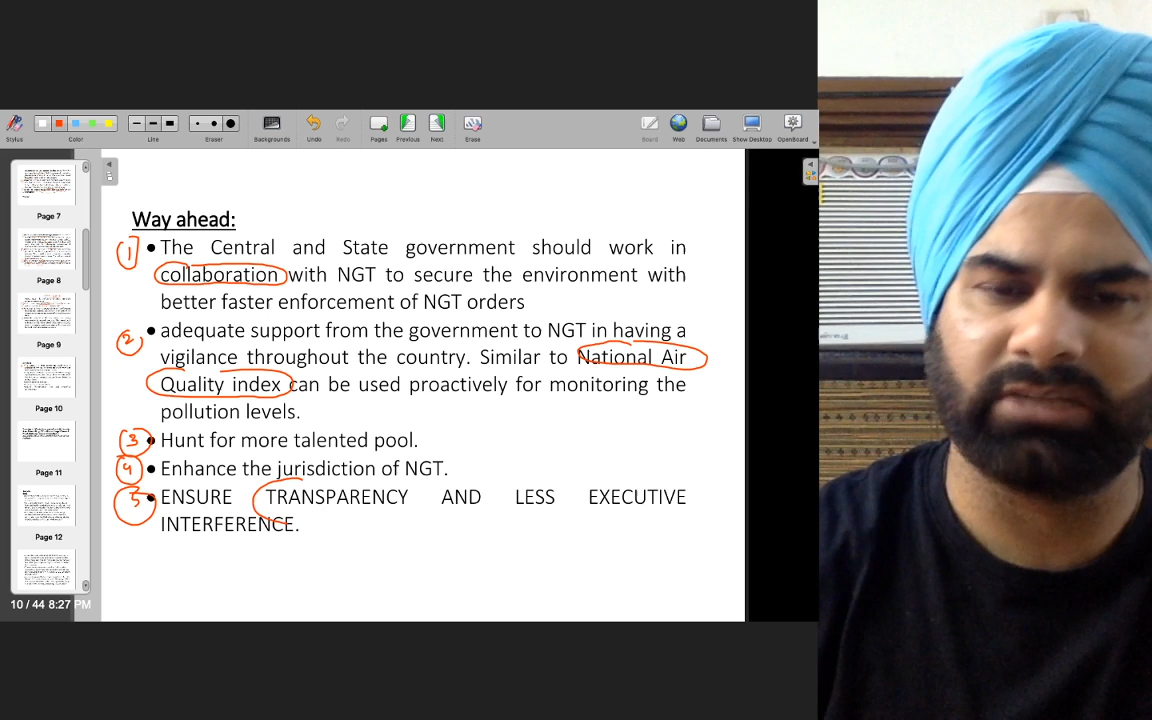 Stylus
Color
Line
Eraser
Backgrounds
Undo
Redo
Pages
Previous
Next
Erase
Board
Web
Documents
Show Desktop
OpenBoard
Page 7
Page 8
Page 9
Page 10
Page 11
Page 12
10 / 44 8:27 PM
Way ahead:
1 • The Central and State government should work in
collaboration with NGT to secure the environment with
better faster enforcement of NGT orders
2 • adequate support from the government to NGT in having a
vigilance throughout the country. Similar to National Air
Quality index can be used proactively for monitoring the
pollution levels.
3 • Hunt for more talented pool.
4 • Enhance the jurisdiction of NGT.
5 • ENSURE TRANSPARENCY AND LESS EXECUTIVE
INTERFERENCE.